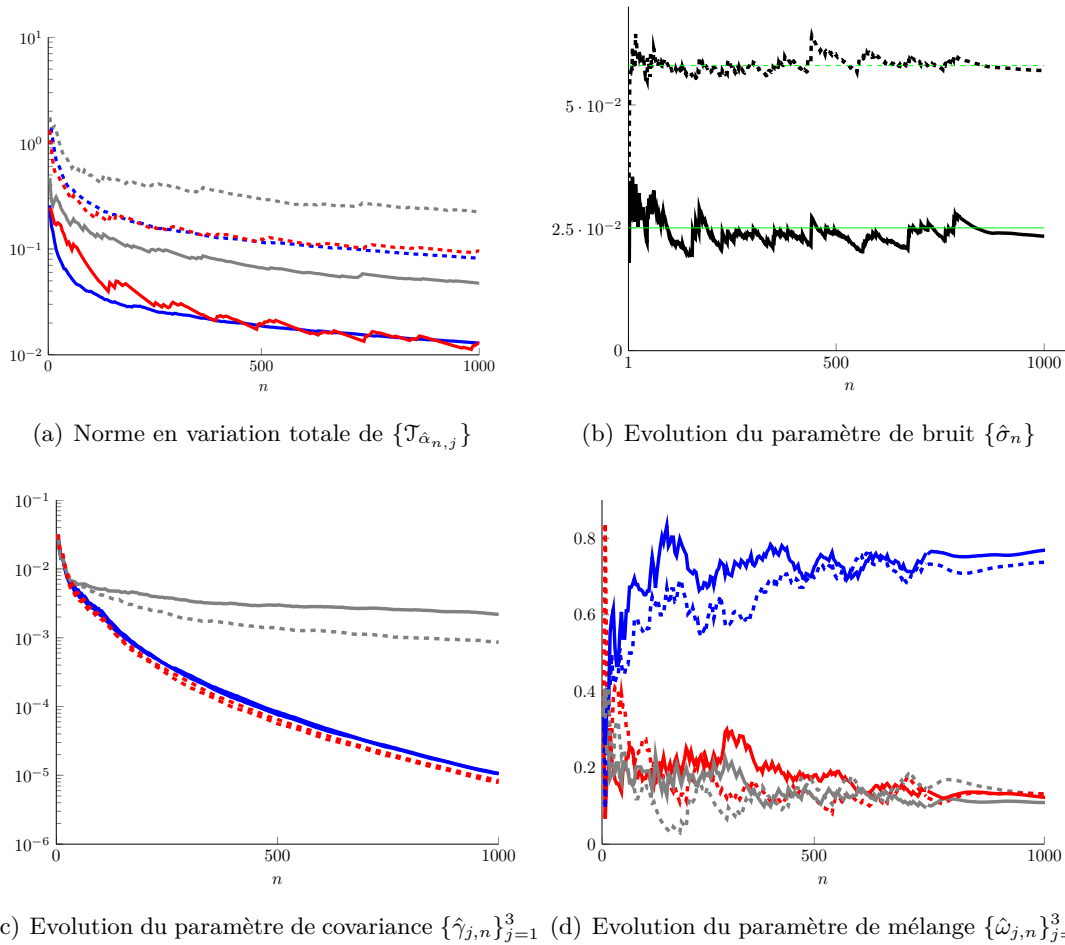 10^1
10^0
10^{-1}
10^{-2}
0
500
1000
n
(a) Norme en variation totale de {𝒯_{α̂_{n,j}}}
5 · 10^{-2}
2.5 · 10^{-2}
0
1
500
1000
n
(b) Evolution du paramètre de bruit {σ̂_n}
10^{-1}
10^{-2}
10^{-3}
10^{-4}
10^{-5}
10^{-6}
0
500
1000
n
c) Evolution du paramètre de covariance {γ̂_{j,n}}^3_{j=1}
0.8
0.6
0.4
0.2
0
0
500
1000
n
(d) Evolution du paramètre de mélange {ω̂_{j,n}}^3_{j=